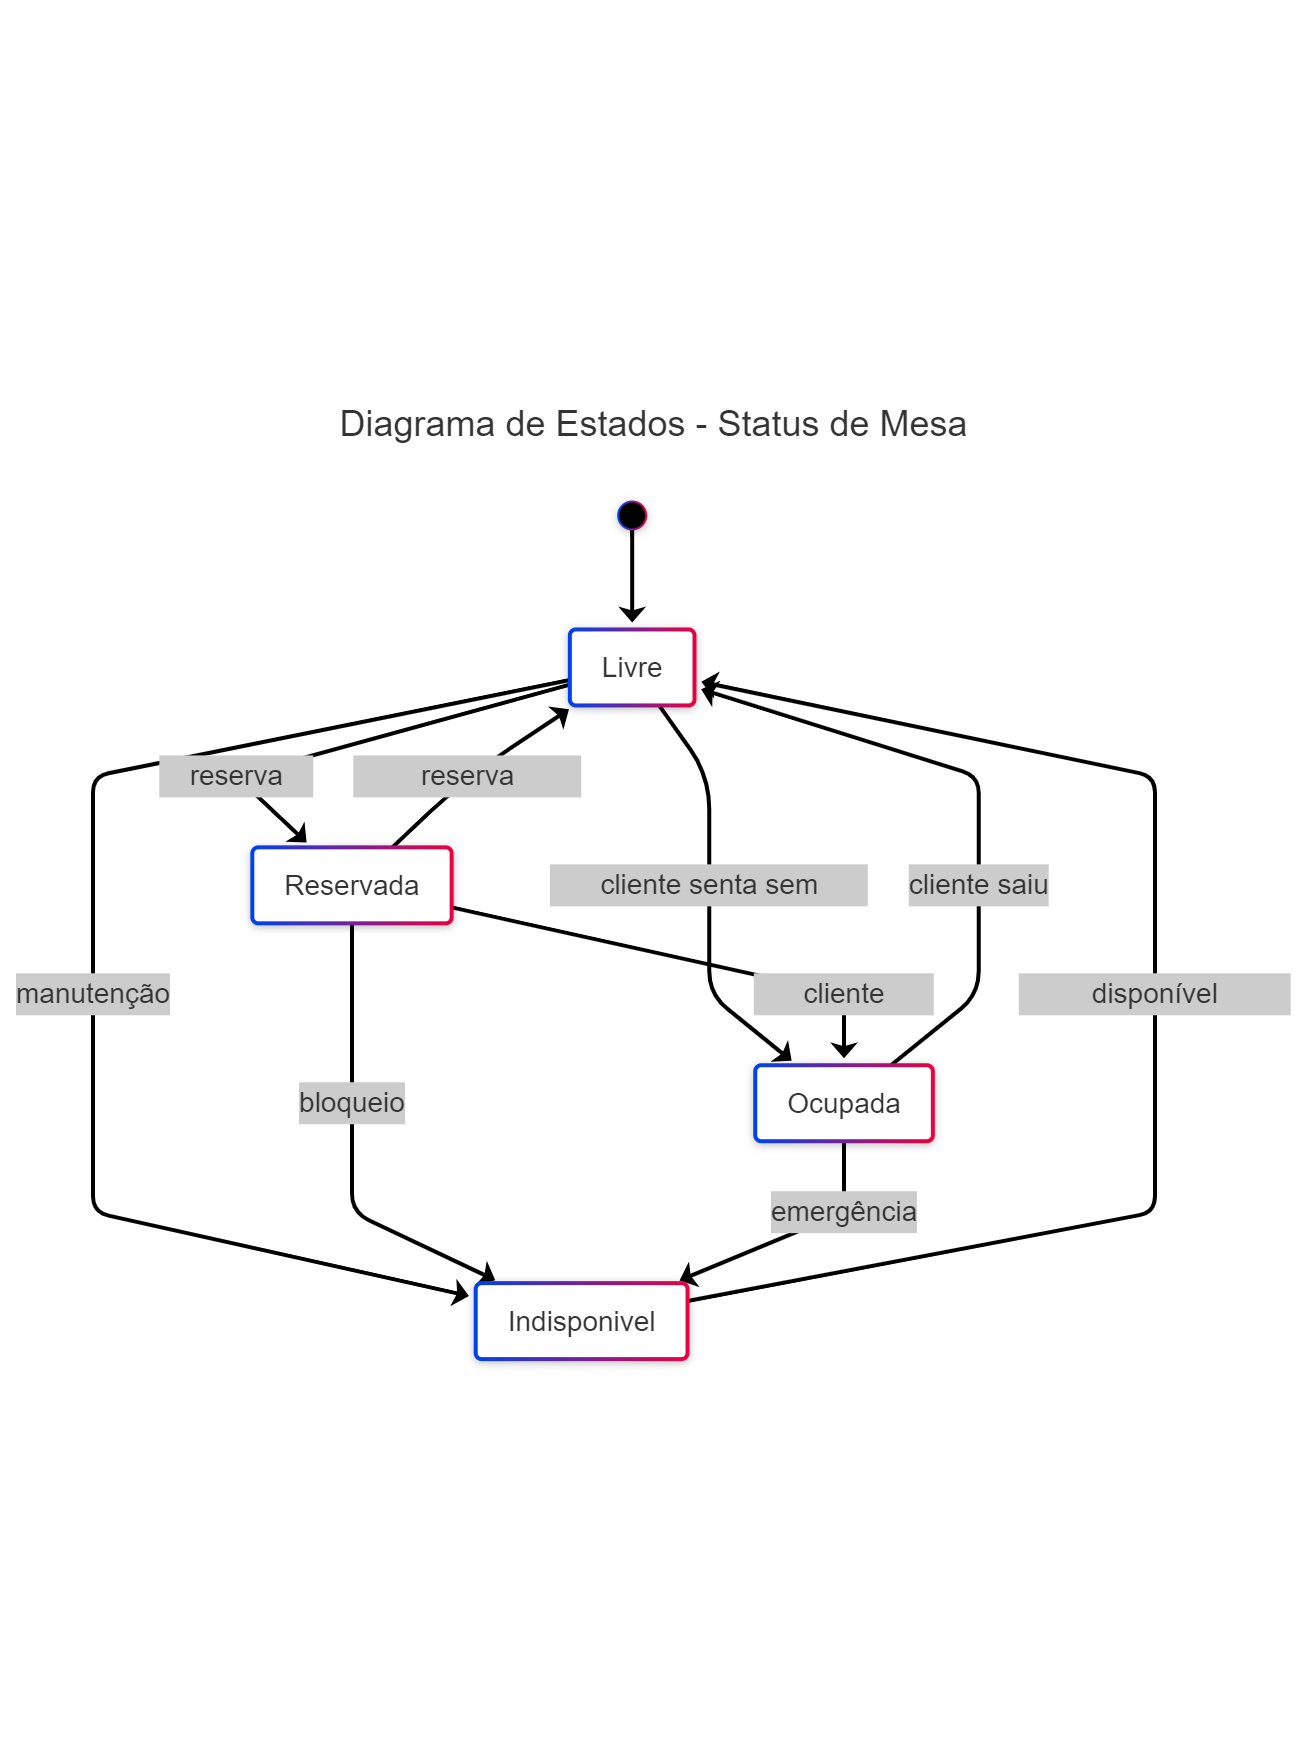 Diagrama de Estados - Status de Mesa
Livre
reserva
reserva
Reservada
cliente senta sem
cliente saiu
manutenção
cliente
disponível
bloqueio
Ocupada
emergência
Indisponivel